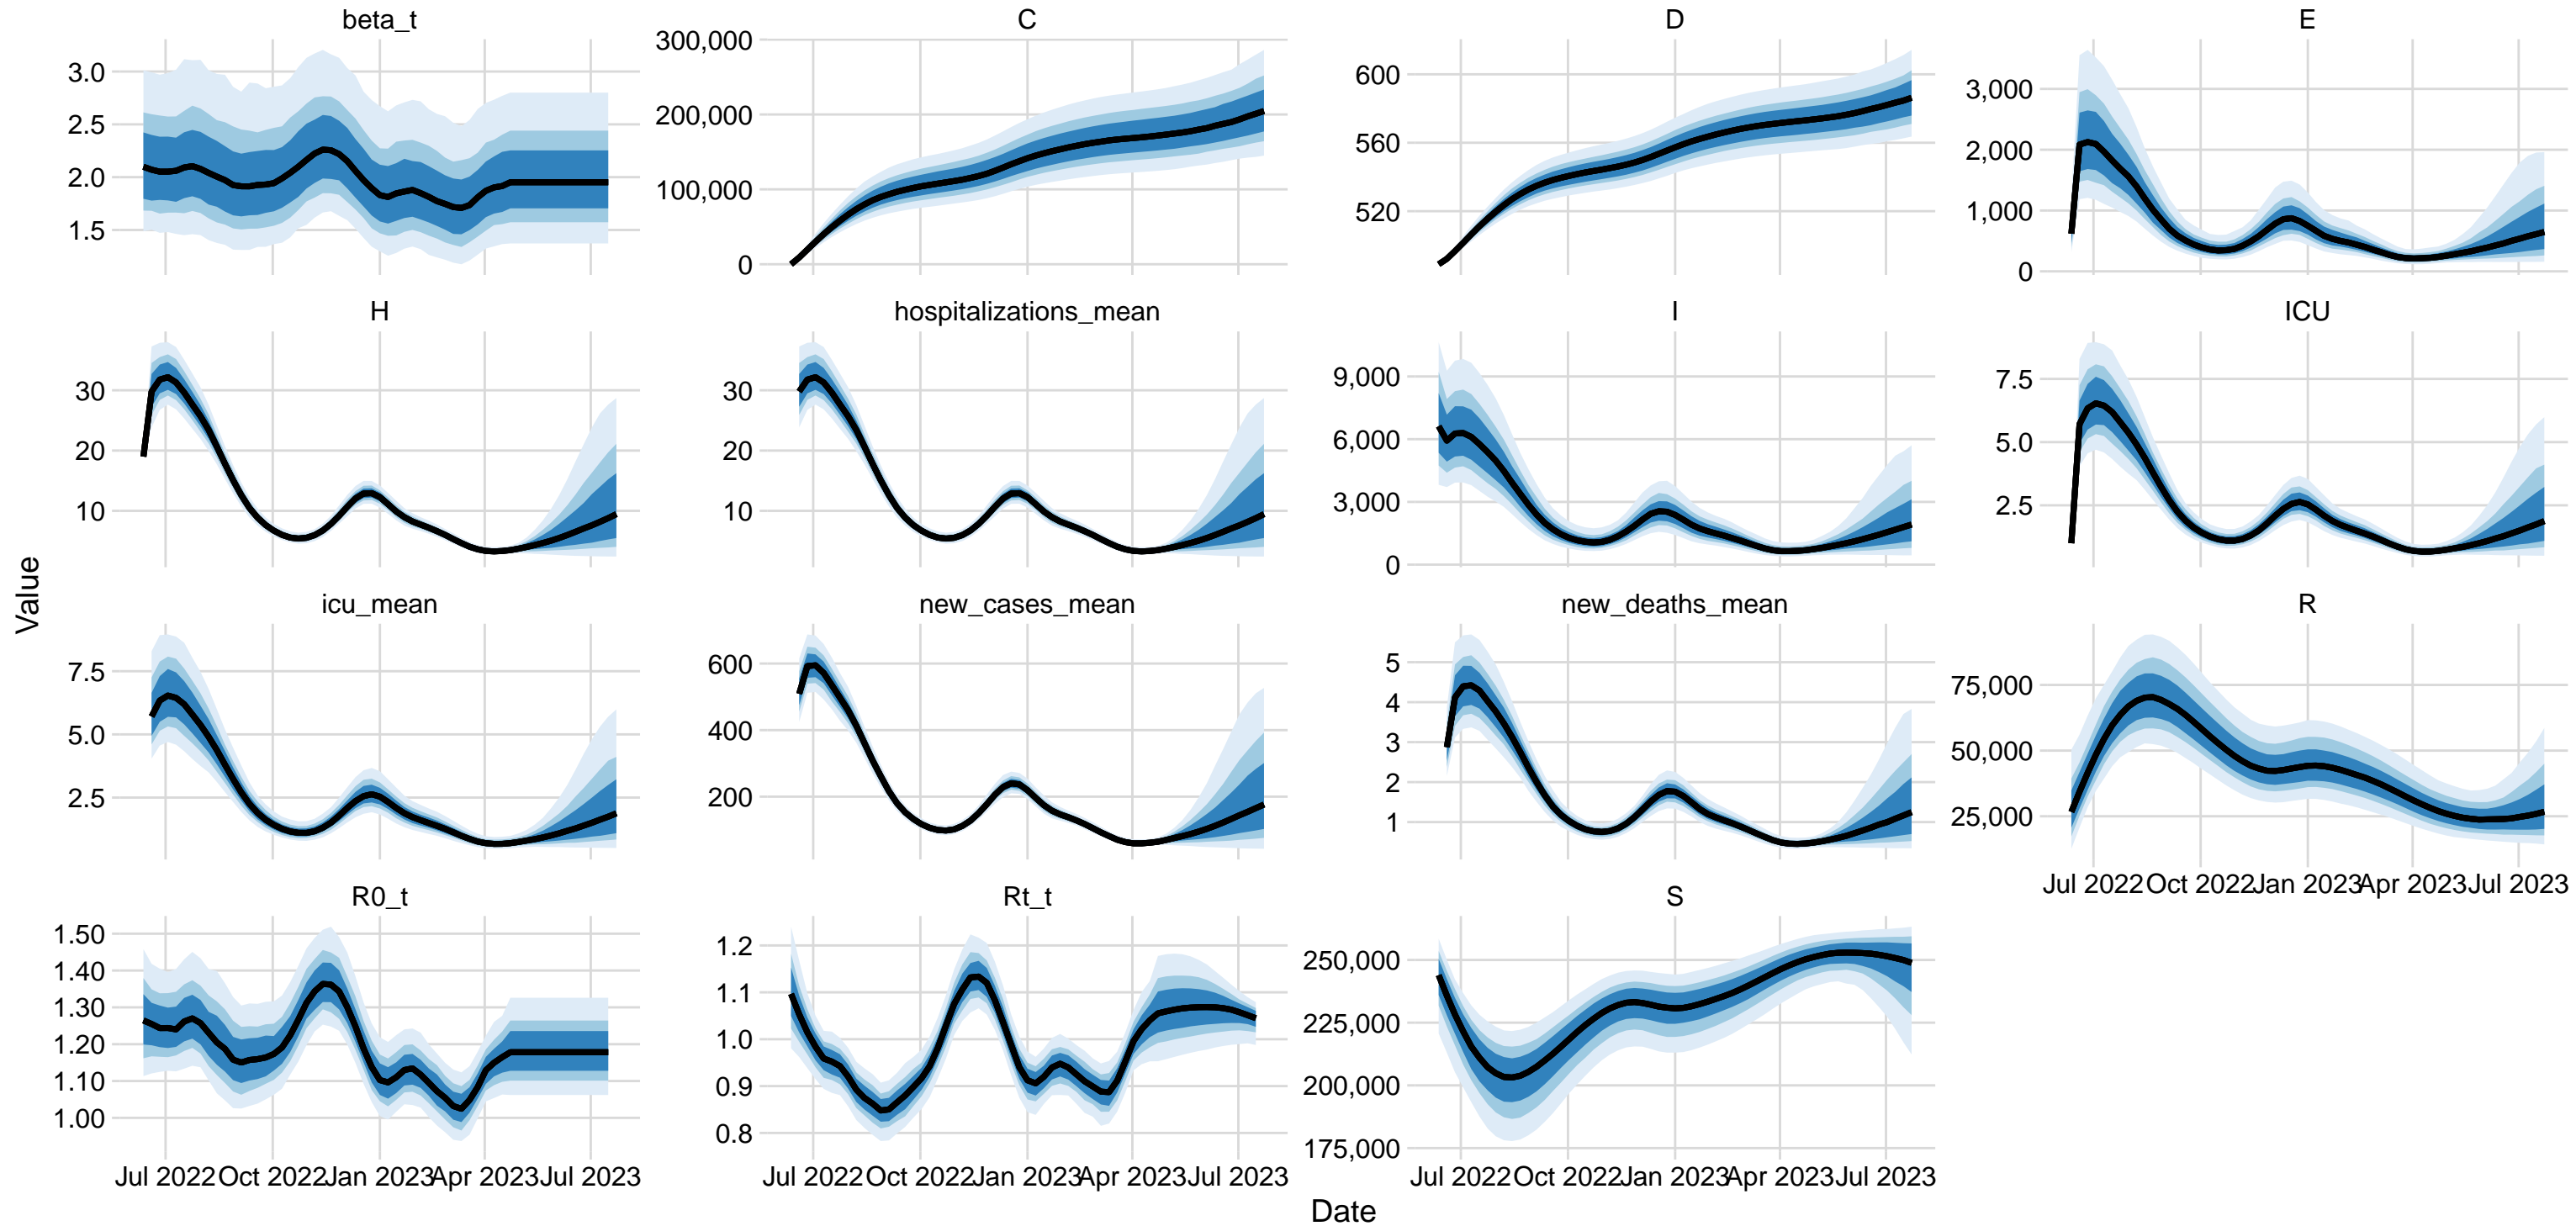 beta_t
C
D
E
3.0
2.5
2.0
1.5
300,000
200,000
100,000
0
600
560
520
3,000
2,000
1,000
0
H
hospitalizations_mean
I
ICU
30
20
10
30
20
10
9,000
6,000
3,000
0
7.5
5.0
2.5
Value
icu_mean
new_cases_mean
new_deaths_mean
R
7.5
5.0
2.5
600
400
200
5
4
3
2
1
75,000
50,000
25,000
Jul 2022 Oct 2022 Jan 2023 Apr 2023 Jul 2023
R0_t
Rt_t
S
1.50
1.40
1.30
1.20
1.10
1.00
1.2
1.1
1.0
0.9
0.8
250,000
225,000
200,000
175,000
Jul 2022 Oct 2022 Jan 2023 Apr 2023 Jul 2023
Jul 2022 Oct 2022 Jan 2023 Apr 2023 Jul 2023
Jul 2022 Oct 2022 Jan 2023 Apr 2023 Jul 2023
Date